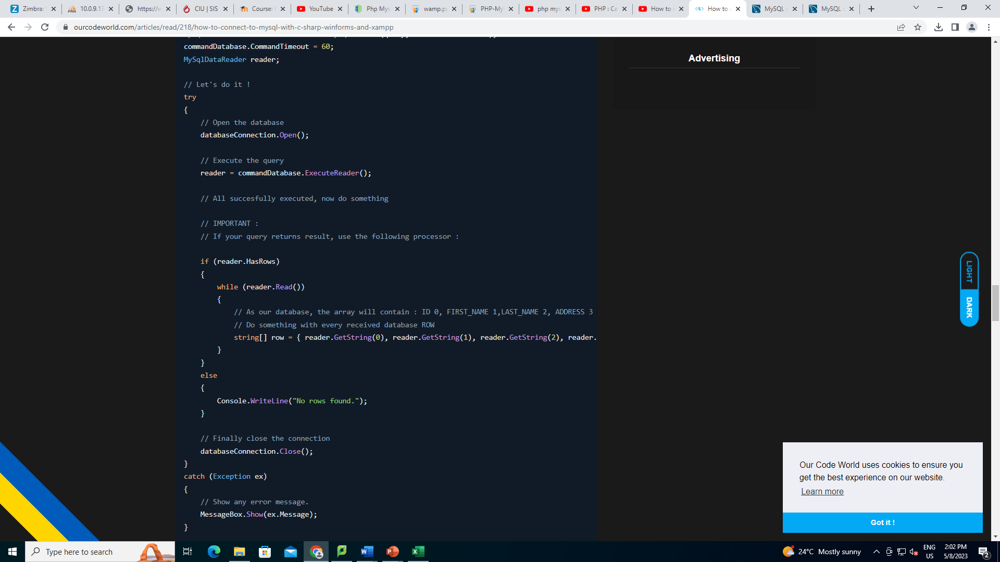 Zimbra:
10.0.9.13
https://w
CIU | SIS
Course:
YouTube
Php Mys
wamp.p
PHP-My
php mys
PHP : Ca
How to
How to
MySQL
MySQL
ourcodeworld.com/articles/read/218/how-to-connect-to-mysql-with-c-sharp-winforms-and-xampp
commandDatabase.CommandTimeout = 60;
MySqlDataReader reader;
// Let's do it !
try
{
// Open the database
databaseConnection.Open();
// Execute the query
reader = commandDatabase.ExecuteReader();
// All succesfully executed, now do something
// IMPORTANT :
// If your query returns result, use the following processor :
if (reader.HasRows)
{
while (reader.Read())
{
// As our database, the array will contain : ID 0, FIRST_NAME 1,LAST_NAME 2, ADDRESS 3
// Do something with every received database ROW
string[] row = { reader.GetString(0), reader.GetString(1), reader.GetString(2), reader.
}
}
else
{
Console.WriteLine("No rows found.");
}
// Finally close the connection
databaseConnection.Close();
}
catch (Exception ex)
{
// Show any error message.
MessageBox.Show(ex.Message);
}
Advertising
LIGHT
DARK
Our Code World uses cookies to ensure you
get the best experience on our website.
Learn more
Got it !
Type here to search
24°C Mostly sunny
ENG
US
2:02 PM
5/8/2023
2